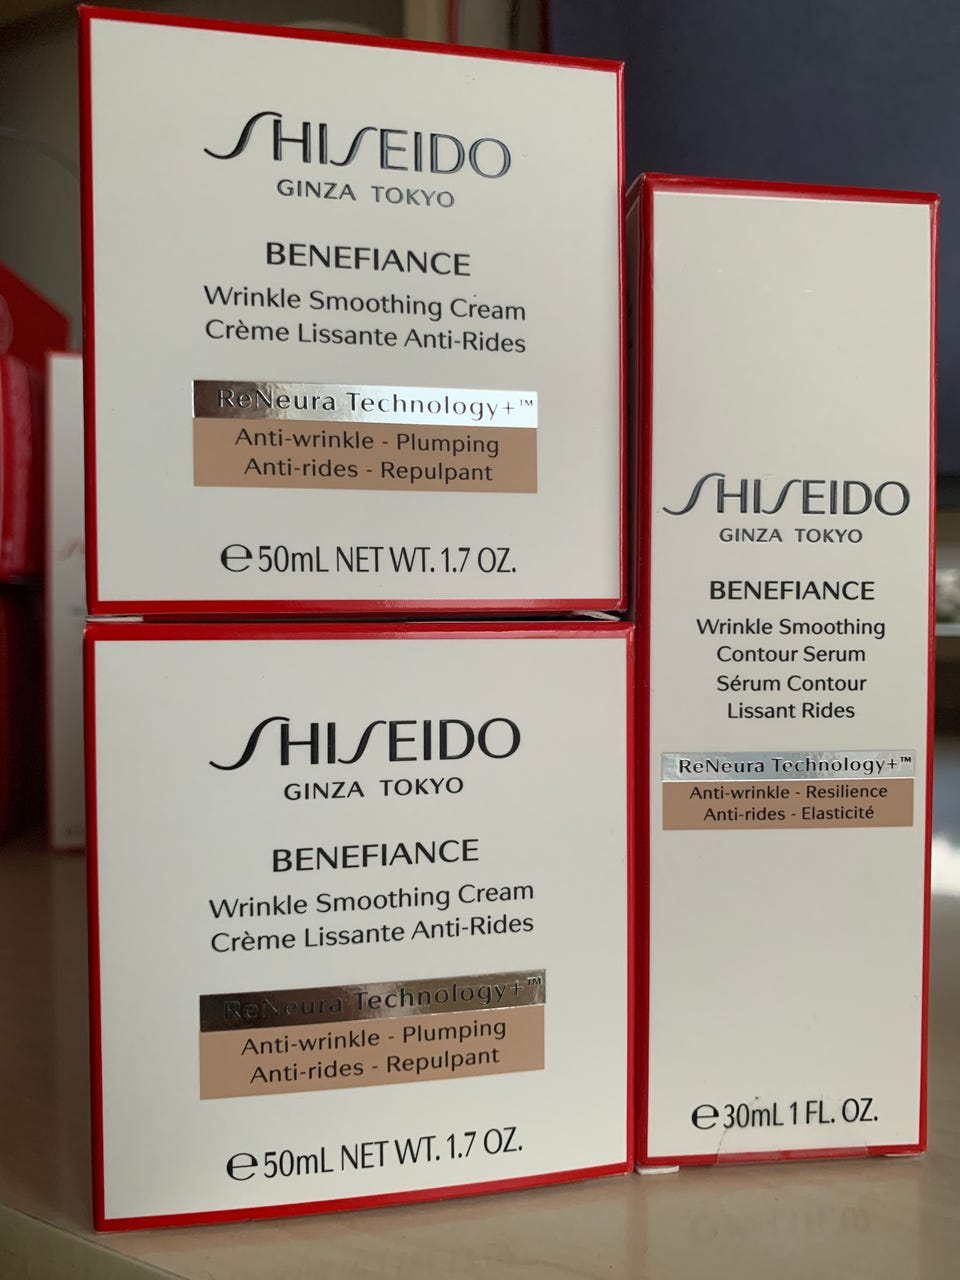 SHISEIDO
GINZA TOKYO
BENEFIANCE
Wrinkle Smoothing Cream
Crème Lissante Anti-Rides
ReNeura Technology+™
Anti-wrinkle - Plumping
Anti-rides - Repulpant
℮50mL NET WT. 1.7 OZ.
SHISEIDO
GINZA TOKYO
BENEFIANCE
Wrinkle Smoothing Cream
Crème Lissante Anti-Rides
ReNeura Technology+™
Anti-wrinkle - Plumping
Anti-rides - Repulpant
℮50mL NET WT. 1.7 OZ.
SHISEIDO
GINZA TOKYO
BENEFIANCE
Wrinkle Smoothing
Contour Serum
Sérum Contour
Lissant Rides
ReNeura Technology+™
Anti-wrinkle - Resilience
Anti-rides - Elasticité
℮30mL 1 FL. OZ.